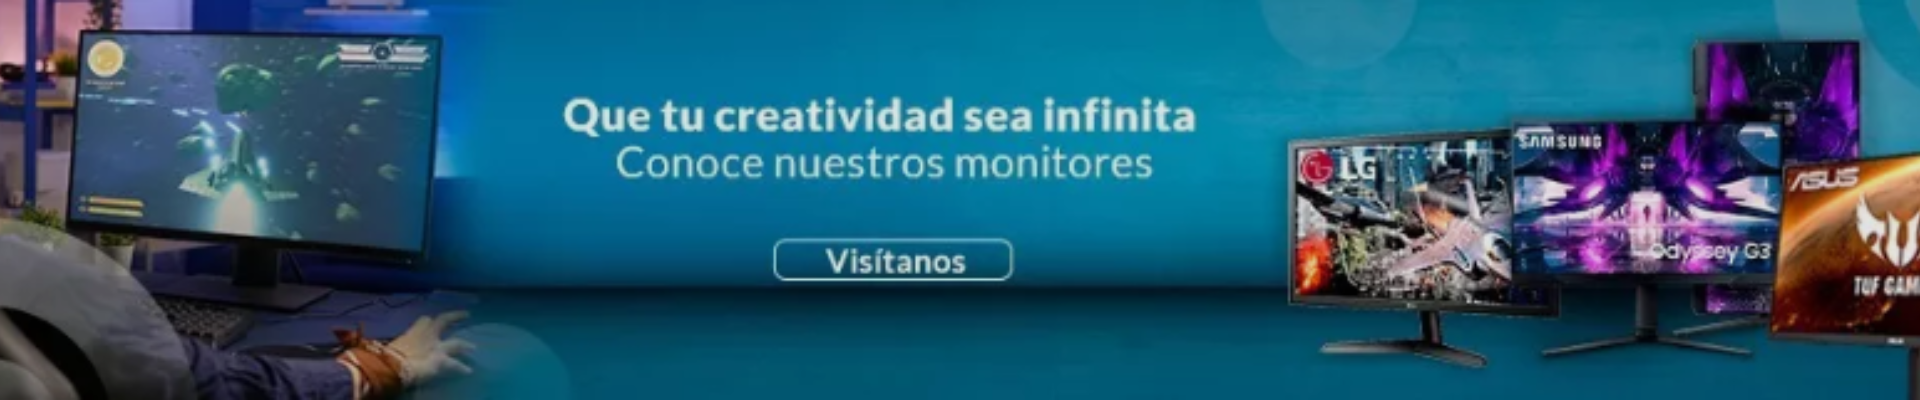 Que tu creatividad sea infinita
Conoce nuestros monitores
Visítanos
LG
SAMSUNG
Odyssey G3
ASUS